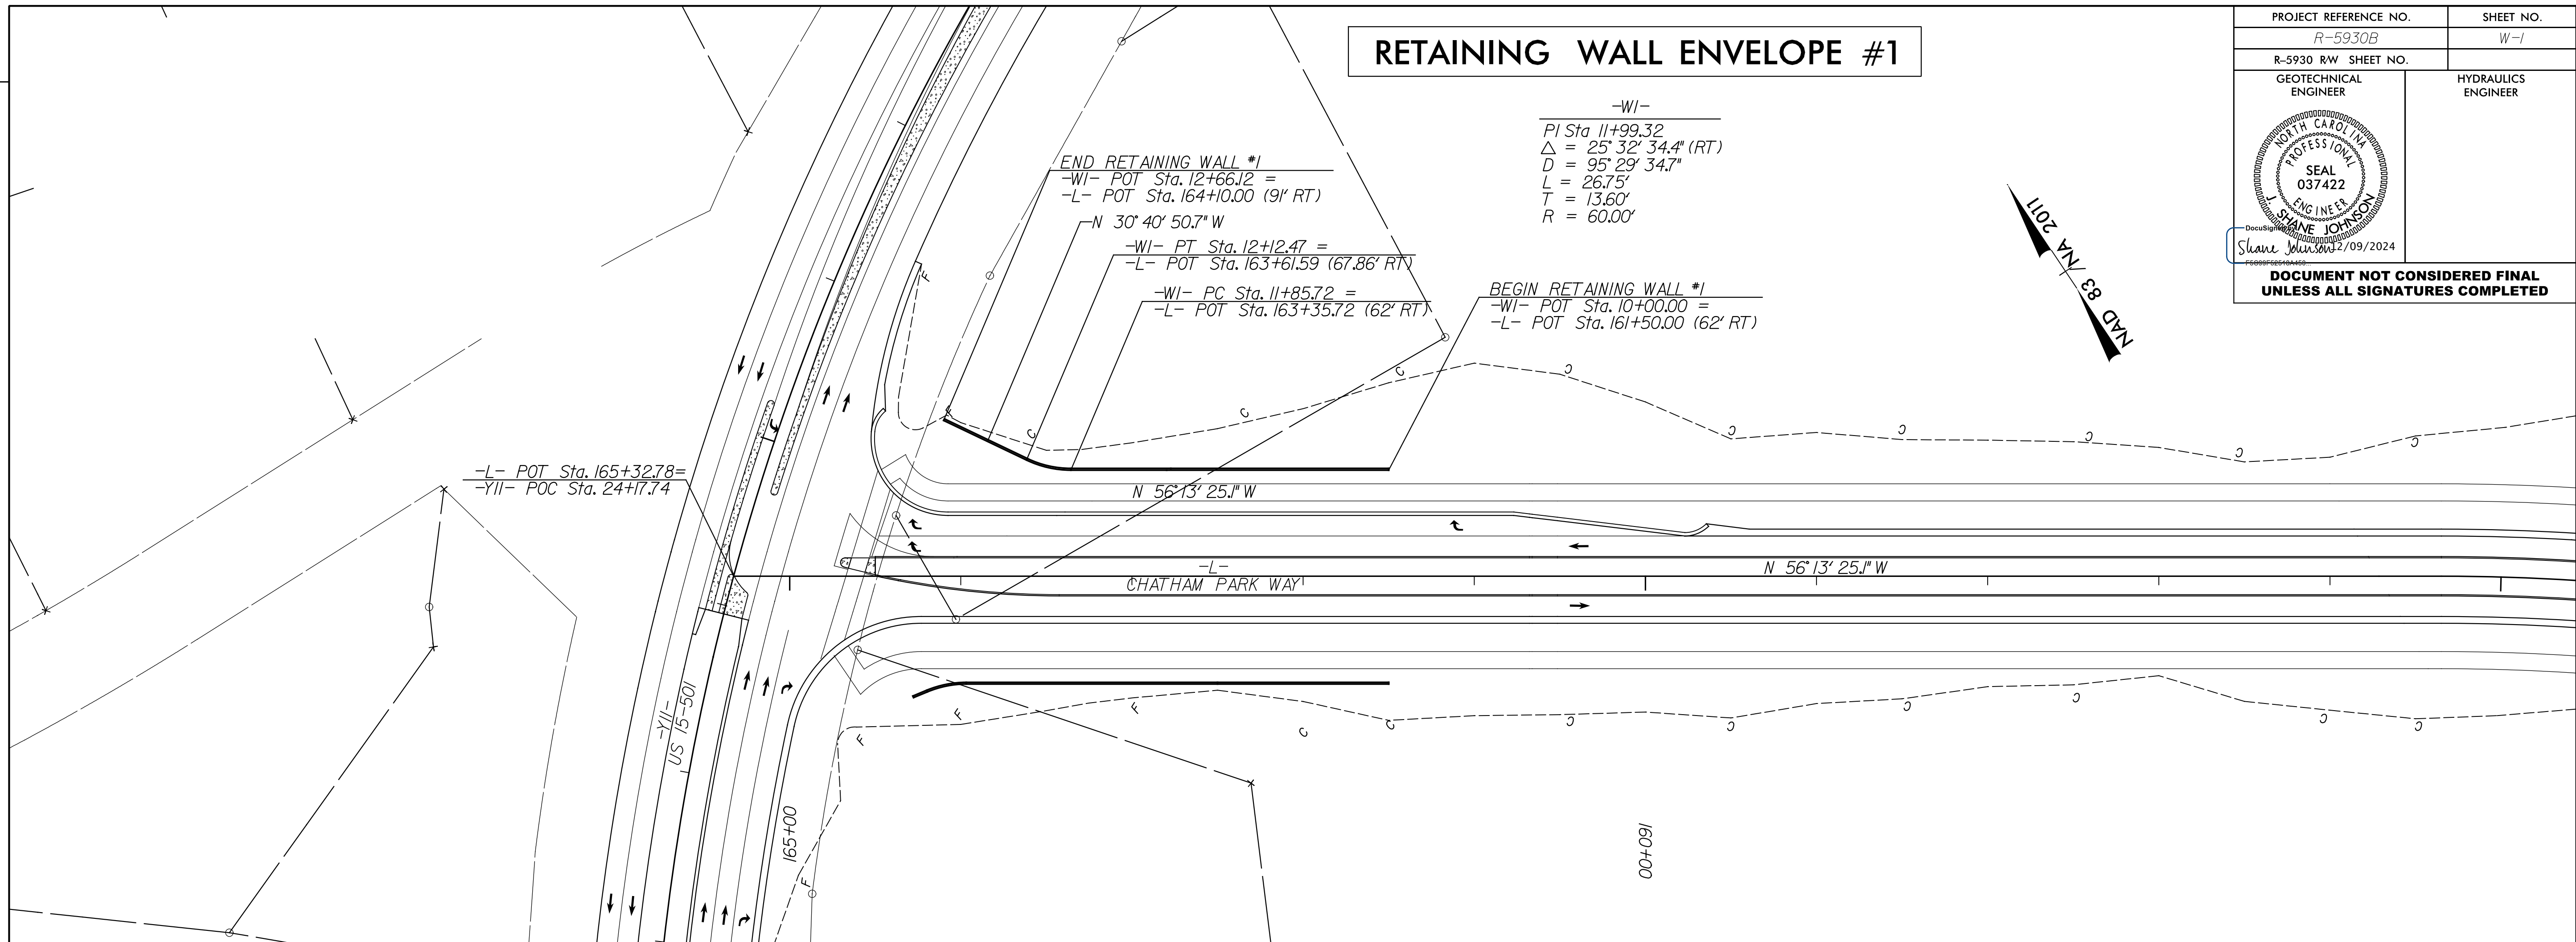 RETAINING WALL ENVELOPE #1
PROJECT REFERENCE NO.
SHEET NO.
R-5930B
W-1
R-5930 R/W SHEET NO.
GEOTECHNICAL
ENGINEER
HYDRAULICS
ENGINEER
NORTH CAROLINA
PROFESSIONAL
SEAL
037422
ENGINEER
J. SHANE JOHNSON
Shane Johnson
12/09/2024
DOCUMENT NOT CONSIDERED FINAL
UNLESS ALL SIGNATURES COMPLETED
-W1-
PI Sta 11+99.32
△ = 25° 32' 34.4" (RT)
D = 95° 29' 34.7"
L = 26.75'
T = 13.60'
R = 60.00'
NAD 83/NA 2011
END RETAINING WALL #1
-W1- POT Sta. 12+66.12 =
-L- POT Sta. 164+10.00 (91' RT)
N 30° 40' 50.7" W
-W1- PT Sta. 12+12.47 =
-L- POT Sta. 163+61.59 (67.86' RT)
-W1- PC Sta. 11+85.72 =
-L- POT Sta. 163+35.72 (62' RT)
BEGIN RETAINING WALL #1
-W1- POT Sta. 10+00.00 =
-L- POT Sta. 161+50.00 (62' RT)
-L- POT Sta. 165+32.78=
-Y11- POC Sta. 24+17.74
N 56° 13' 25.1" W
-L-
CHATHAM PARK WAY
N 56° 13' 25.1" W
-Y11-
US 15-501
165+00
160+00
F
C
C
C
C
C
C
C
C
C
F
F
F
F
C
C
C
C
C
C
C
C